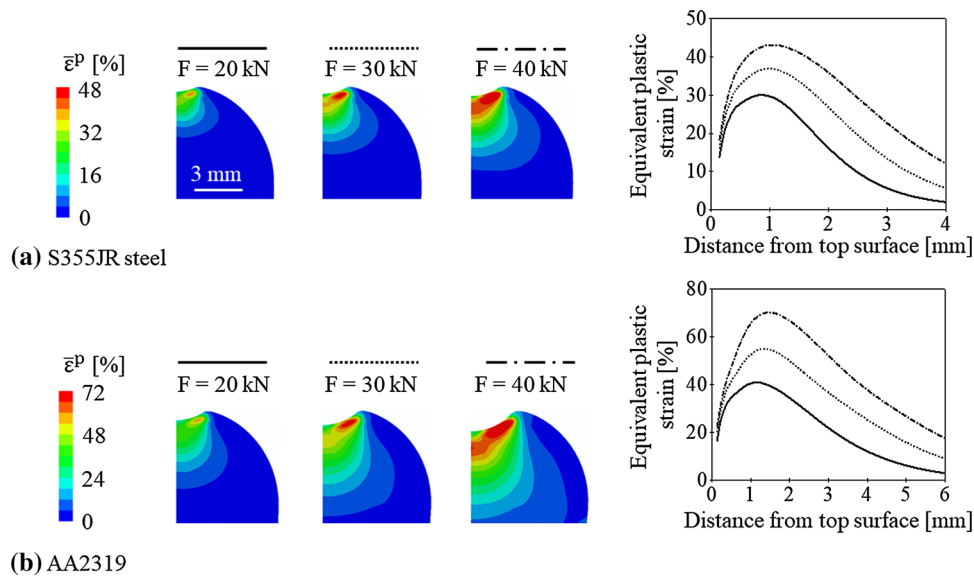 ε̅ᵖ [%]
48
32
16
0
F = 20 kN
F = 30 kN
F = 40 kN
3 mm
Equivalent plastic
strain [%]
50
40
30
20
10
0
0 1 2 3 4
Distance from top surface [mm]
(a) S355JR steel
ε̅ᵖ [%]
72
48
24
0
F = 20 kN
F = 30 kN
F = 40 kN
Equivalent plastic
strain [%]
80
60
40
20
0
0 1 2 3 4 5 6
Distance from top surface [mm]
(b) AA2319